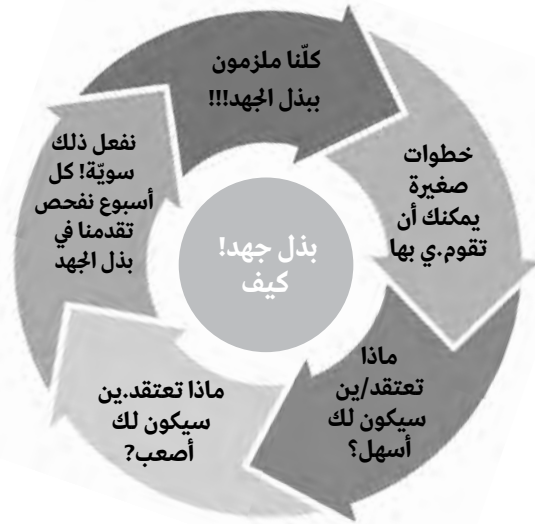 كلّنا ملزمون
ببذل الجهد!!!
خطوات
صغيرة
يمكنك أن
تقوم.ي بها
ماذا
تعتقد/ين
سيكون لك
أسهل؟
ماذا تعتقد.ين
سيكون لك
أصعب?
نفعل ذلك
سويّة! كل
أسبوع نفحص
تقدمنا في
بذل الجهد
بذل جهد!
كيف